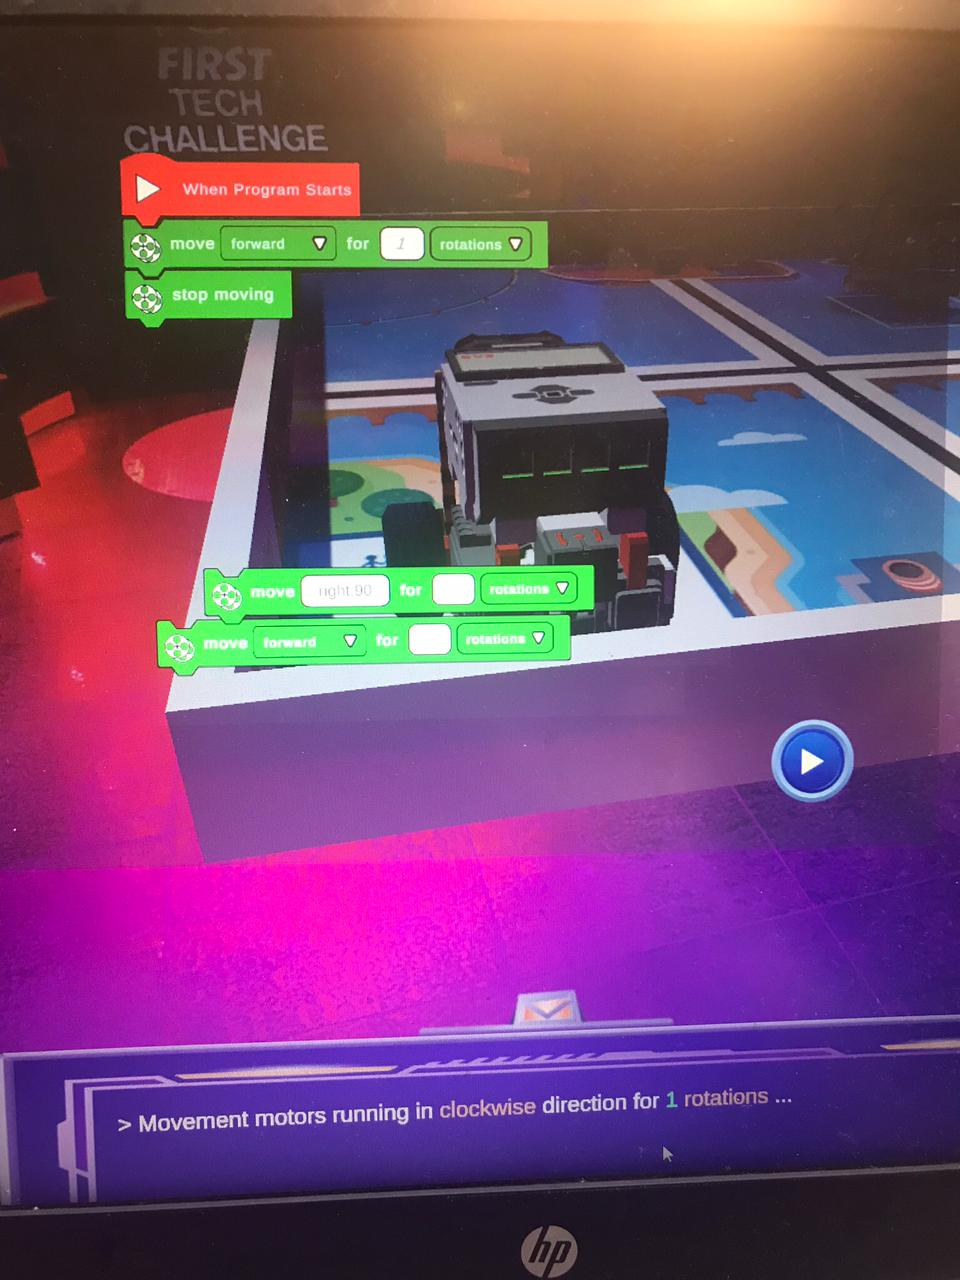 FIRST
TECH
CHALLENGE
When Program Starts
move forward for 1 rotations
stop moving
move right:90 for rotations
move forward for rotations
> Movement motors running in clockwise direction for 1 rotations ...
hp